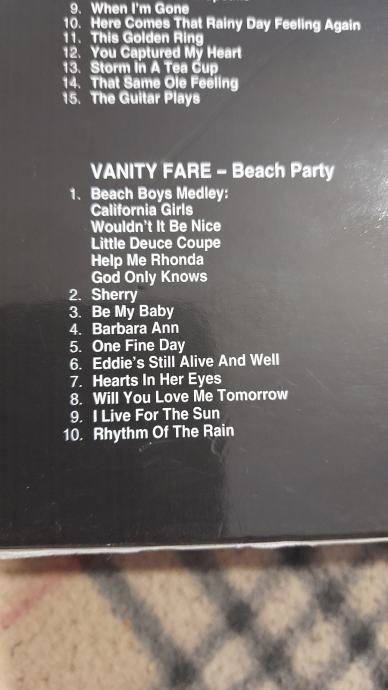 9. When I'm Gone
10. Here Comes That Rainy Day Feeling Again
11. This Golden Ring
12. You Captured My Heart
13. Storm In A Tea Cup
14. That Same Ole Feeling
15. The Guitar Plays
VANITY FARE – Beach Party
1. Beach Boys Medley:
California Girls
Wouldn't It Be Nice
Little Deuce Coupe
Help Me Rhonda
God Only Knows
2. Sherry
3. Be My Baby
4. Barbara Ann
5. One Fine Day
6. Eddie's Still Alive And Well
7. Hearts In Her Eyes
8. Will You Love Me Tomorrow
9. I Live For The Sun
10. Rhythm Of The Rain